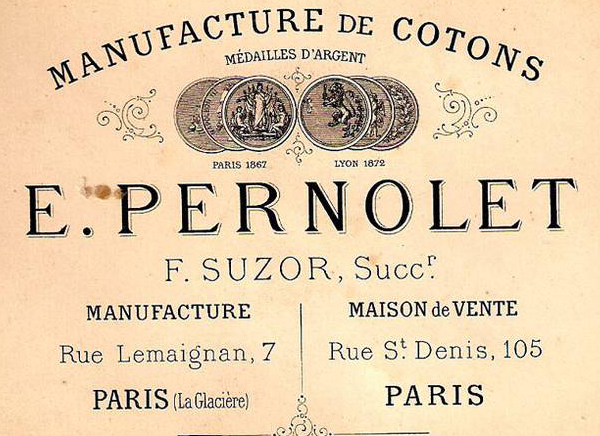 MANUFACTURE DE COTONS
MÉDAILLES D'ARGENT
PARIS 1867 LYON 1872
E. PERNOLET
F. SUZOR, Succr.
MANUFACTURE
Rue Lemaignan, 7
PARIS (La Glacière)
MAISON de VENTE
Rue St. Denis, 105
PARIS